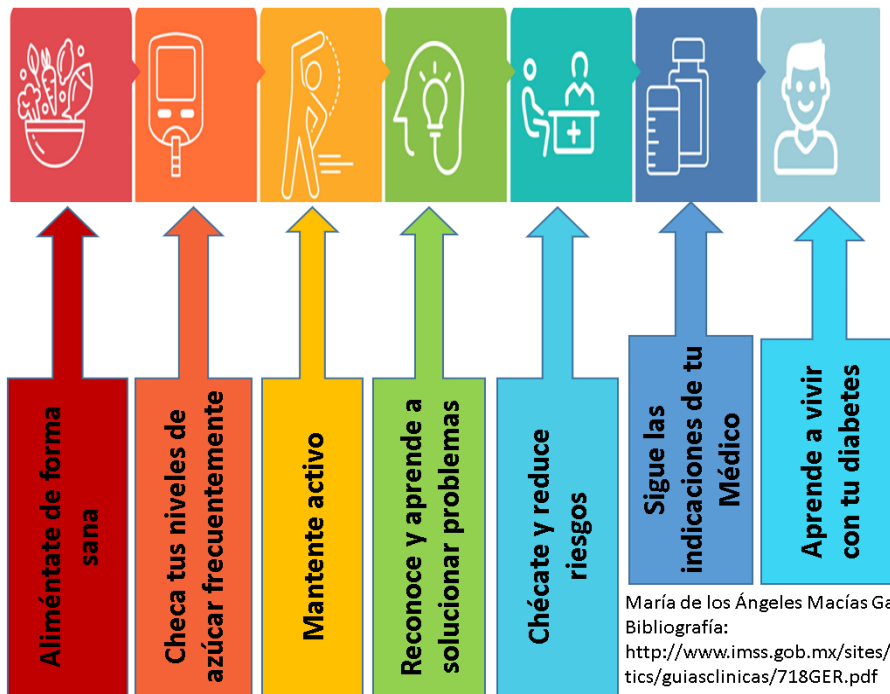 Aliméntate de forma
sana
Checa tus niveles de
azúcar frecuentemente
Mantente activo
Reconoce y aprende a
solucionar problemas
Chécate y reduce
riesgos
Sigue las
indicaciones de tu
Médico
Aprende a vivir
con tu diabetes
María de los Ángeles Macías
Bibliografía:
http://www.imss.gob.mx/sites/
tics/guiasclinicas/718GER.pdf